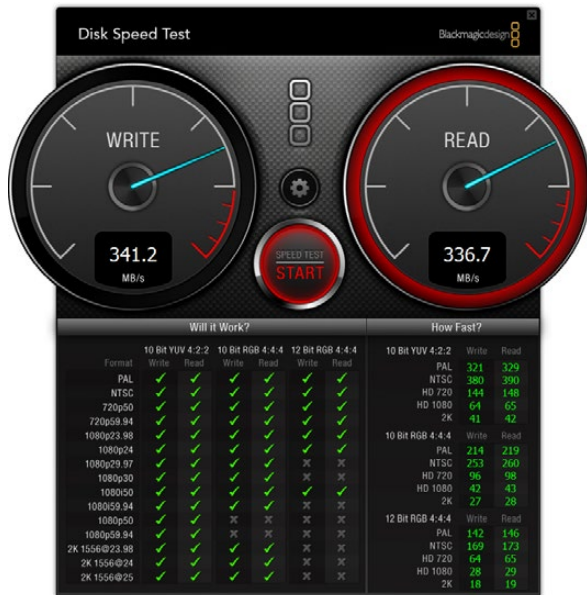 Disk Speed Test
Blackmagicdesign
WRITE
READ
341.2
MB/s
336.7
MB/s
SPEED TEST
START
Will it Work?
How Fast?
10 Bit YUV 4:2:2 10 Bit RGB 4:4:4 12 Bit RGB 4:4:4
Format Write Read Write Read Write Read
PAL ✓ ✓ ✓ ✓ ✓ ✓
NTSC ✓ ✓ ✓ ✓ ✓ ✓
720p50 ✓ ✓ ✓ ✓ ✓ ✓
720p59.94 ✓ ✓ ✓ ✓ ✓ ✓
1080p23.98 ✓ ✓ ✓ ✓ ✓ ✓
1080p24 ✓ ✓ ✓ ✓ ✓ ✓
1080p29.97 ✓ ✓ ✓ ✓ x x
1080p30 ✓ ✓ ✓ ✓ x x
1080i50 ✓ ✓ ✓ ✓ ✓ ✓
1080i59.94 ✓ ✓ ✓ ✓ x x
1080p50 ✓ ✓ x x x x
1080p59.94 ✓ ✓ x x x x
2K 1556@23.98 ✓ ✓ ✓ ✓ x x
2K 1556@24 ✓ ✓ ✓ ✓ x x
2K 1556@25 ✓ ✓ ✓ ✓ x x
10 Bit YUV 4:2:2 Write Read
PAL 321 329
NTSC 380 390
HD 720 144 148
HD 1080 64 65
2K 41 42
10 Bit RGB 4:4:4 Write Read
PAL 214 219
NTSC 253 260
HD 720 96 98
HD 1080 42 43
2K 27 28
12 Bit RGB 4:4:4 Write Read
PAL 142 146
NTSC 169 173
HD 720 64 65
HD 1080 28 29
2K 18 19